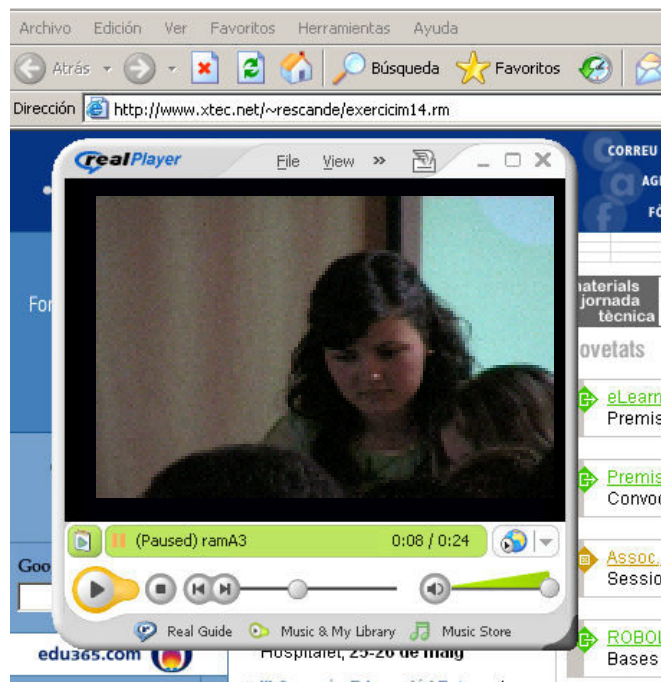 Archivo Edición Ver Favoritos Herramientas Ayuda
Atrás Búsqueda Favoritos
Dirección http://www.xtec.net/~rescande/exercicim14.rm
realPlayer File View »
CORREU
FÒ
For
materials
jornada
tècnica
ovetats
eLearn
Premis
Premis
Convoc
(Paused) ramA3 0:08 / 0:24
Assoc.
Sessio
Goo
Real Guide Music & My Library Music Store
edu365.com
Hospitalet, 25-26 de maig
ROBOL
Bases